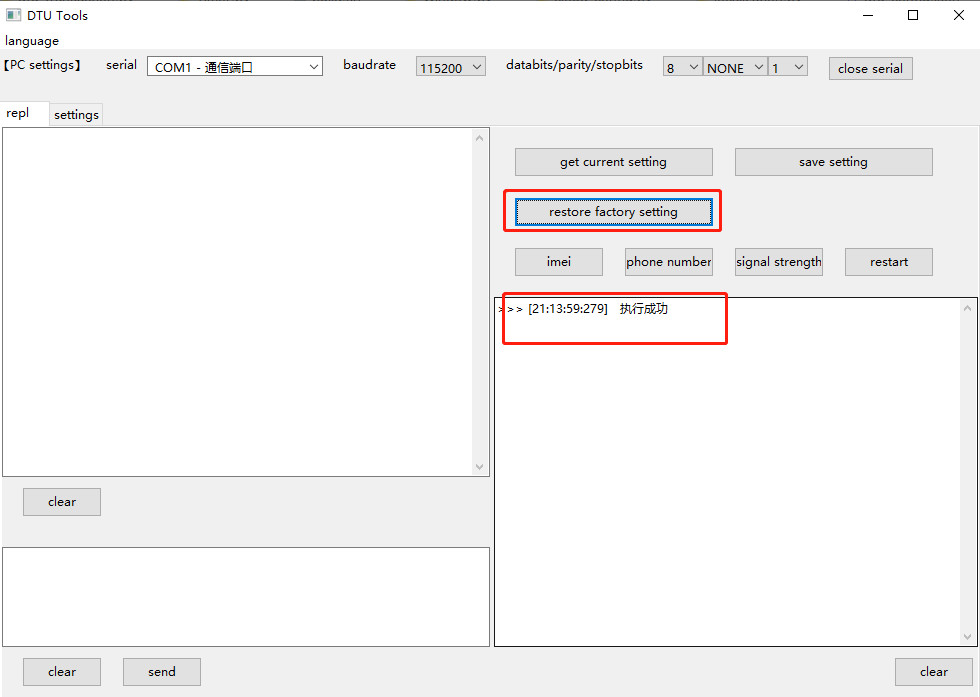 DTU Tools
language
【PC settings】 serial COM1 - 通信端口 baudrate 115200 databits/parity/stopbits 8 NONE 1 close serial
repl settings
get current setting save setting
restore factory setting
imei phone number signal strength restart
>>> [21:13:59:279] 执行成功
clear
clear send clear